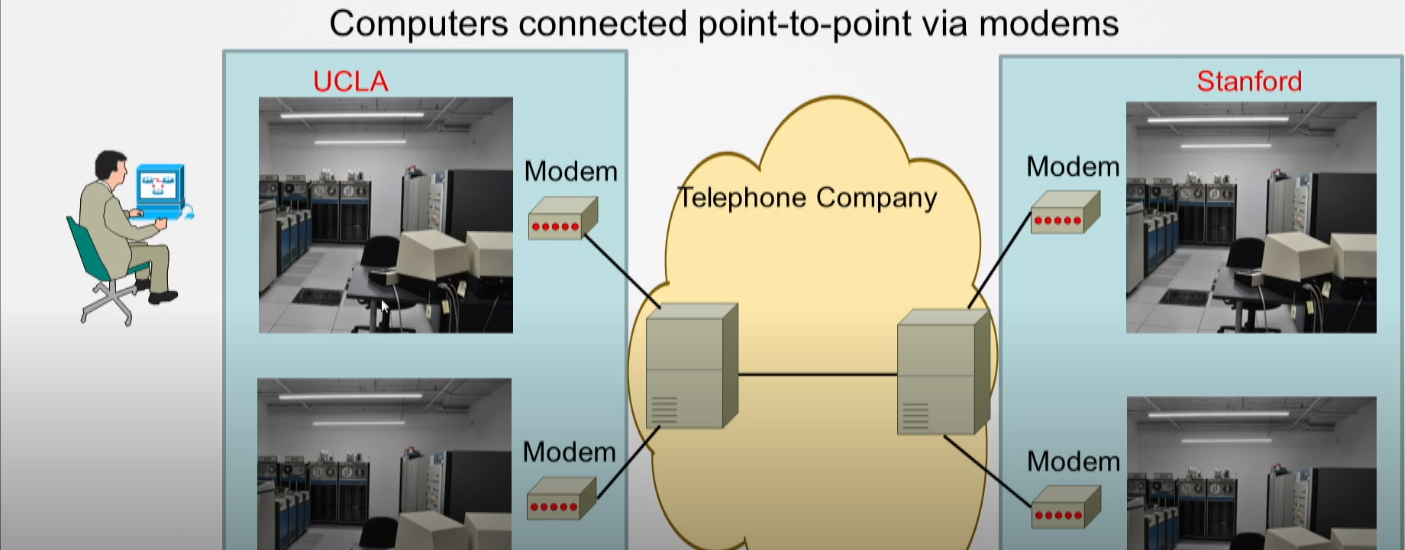 Computers connected point-to-point via modems
UCLA
Stanford
Modem
Telephone Company
Modem
Modem
Modem